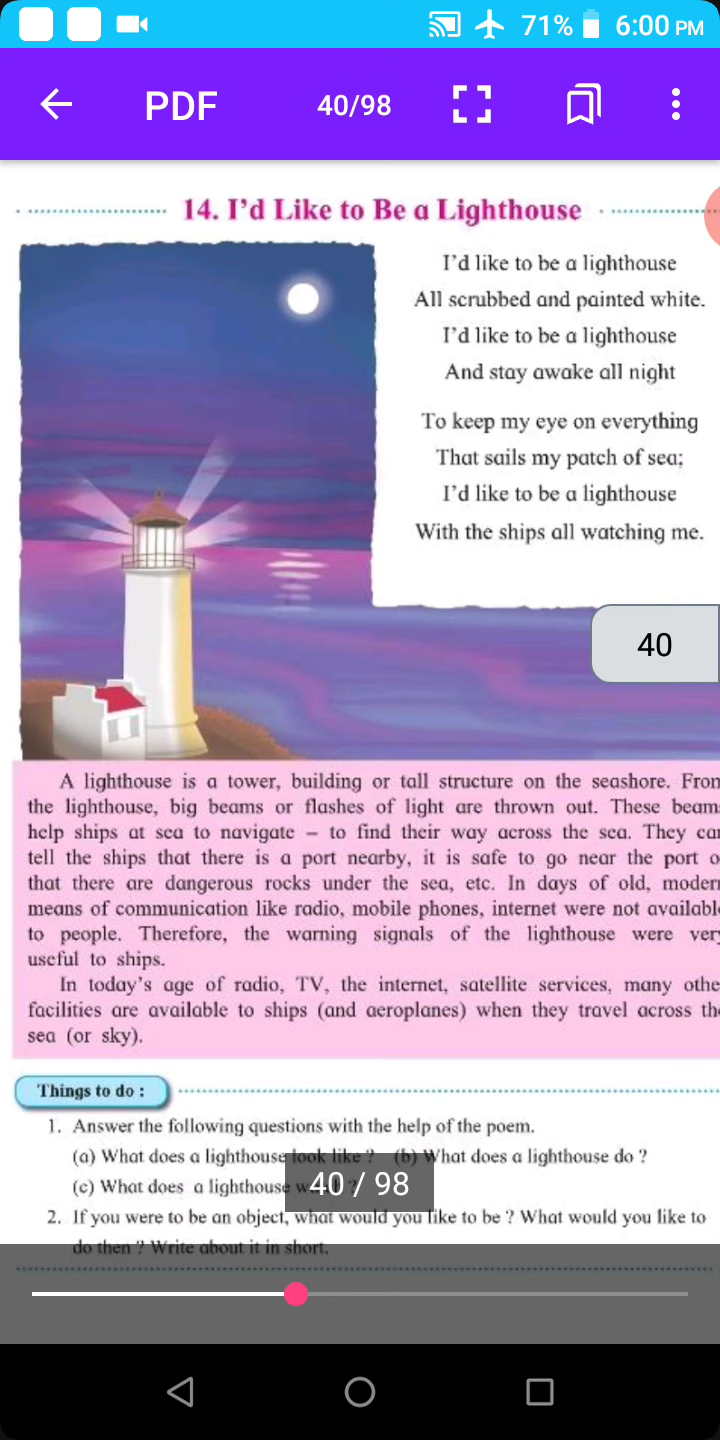 71% 6:00 PM
PDF 40/98
14. I'd Like to Be a Lighthouse
I'd like to be a lighthouse
All scrubbed and painted white.
I'd like to be a lighthouse
And stay awake all night
To keep my eye on everything
That sails my patch of sea;
I'd like to be a lighthouse
With the ships all watching me.
40
A lighthouse is a tower, building or tall structure on the seashore. From
the lighthouse, big beams or flashes of light are thrown out. These beam
help ships at sea to navigate – to find their way across the sea. They can
tell the ships that there is a port nearby, it is safe to go near the port o
that there are dangerous rocks under the sea, etc. In days of old, modern
means of communication like radio, mobile phones, internet were not availabl
to people. Therefore, the warning signals of the lighthouse were very
useful to ships.
In today's age of radio, TV, the internet, satellite services, many othe
facilities are available to ships (and aeroplanes) when they travel across th
sea (or sky).
Things to do :
1. Answer the following questions with the help of the poem.
(a) What does a lighthouse look like ? (b) What does a lighthouse do ?
(c) What does a lighthouse
40 / 98
2. If you were to be an object, what would you like to be ? What would you like to
do then ? Write about it in short.